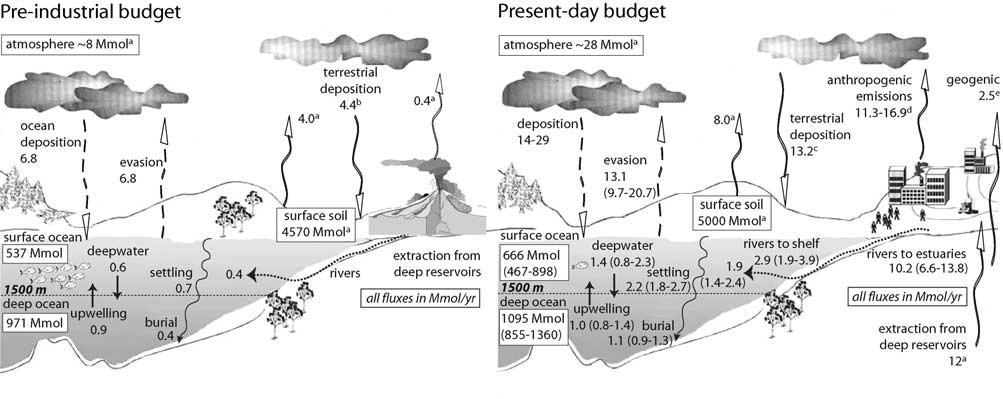 Pre-industrial budget
atmosphere ~8 Mmolᵃ
terrestrial
deposition
4.4ᵇ
0.4ᵃ
4.0ᵃ
ocean
deposition
6.8
evasion
6.8
surface soil
4570 Mmolᵃ
surface ocean
537 Mmol
deepwater
0.6
settling
0.7
0.4
rivers
extraction from
deep reservoirs
1500 m
deep ocean
971 Mmol
upwelling
0.9
burial
0.4
all fluxes in Mmol/yr
Present-day budget
atmosphere ~28 Mmolᵃ
anthropogenic
emissions
11.3-16.9ᵈ
geogenic
2.5ᵉ
deposition
14-29
evasion
13.1
(9.7-20.7)
8.0ᵃ
terrestrial
deposition
13.2ᶜ
surface soil
5000 Mmolᵃ
surface ocean
666 Mmol
(467-898)
deepwater
1.4 (0.8-2.3)
settling
2.2 (1.8-2.7)
1.9
(1.4-2.4)
rivers to shelf
2.9 (1.9-3.9)
rivers to estuaries
10.2 (6.6-13.8)
1500 m
deep ocean
1095 Mmol
(855-1360)
upwelling
1.0 (0.8-1.4)
burial
1.1 (0.9-1.3)
all fluxes in Mmol/yr
extraction from
deep reservoirs
12ᵃ